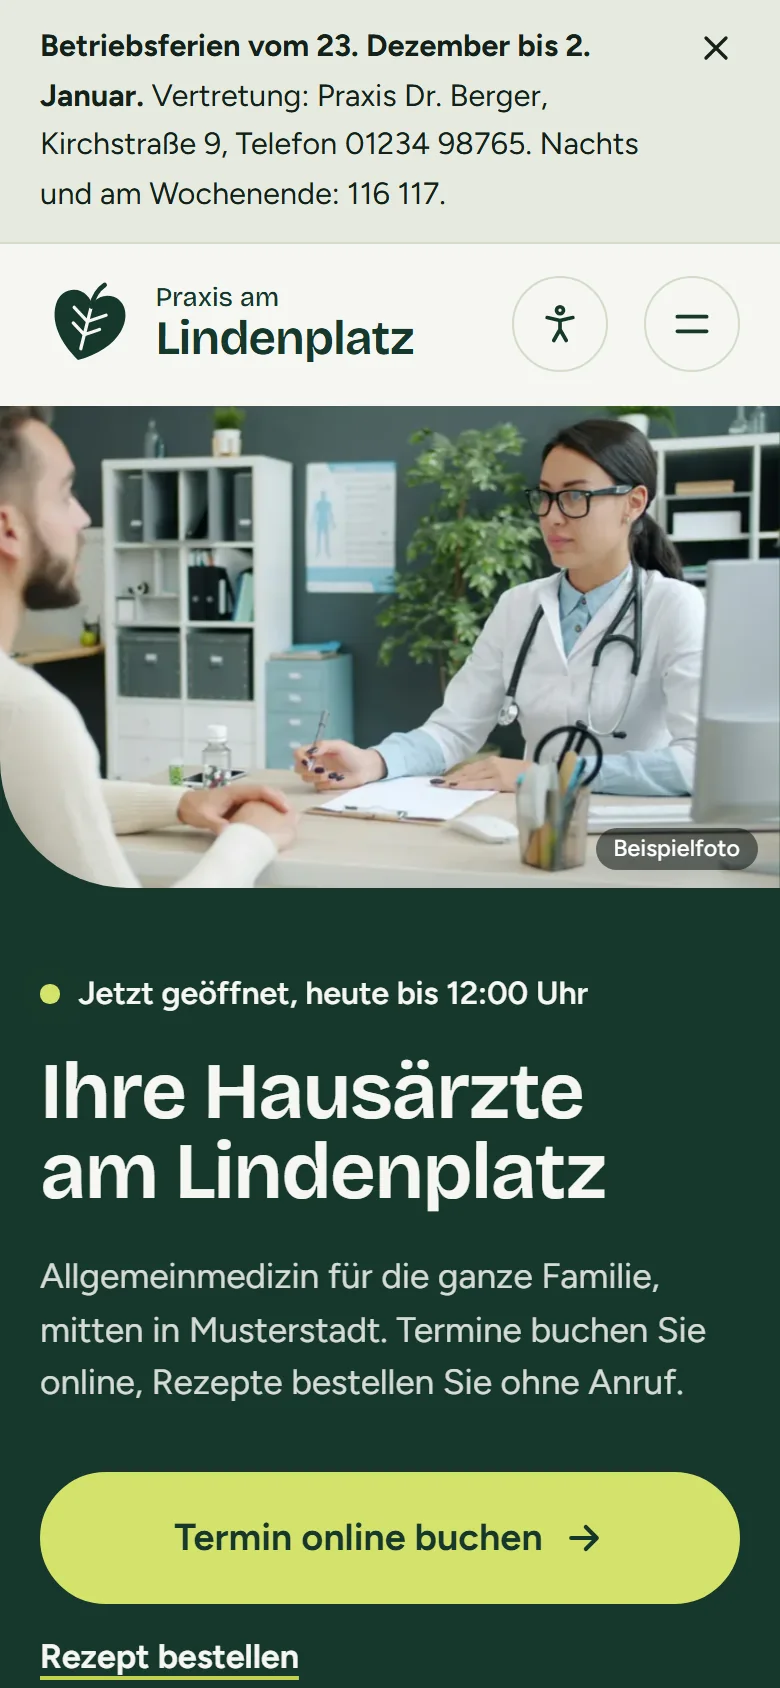 Betriebsferien vom 23. Dezember bis 2.
Januar. Vertretung: Praxis Dr. Berger,
Kirchstraße 9, Telefon 01234 98765. Nachts
und am Wochenende: 116 117.
Praxis am
Lindenplatz
Beispielfoto
Jetzt geöffnet, heute bis 12:00 Uhr
Ihre Hausärzte
am Lindenplatz
Allgemeinmedizin für die ganze Familie,
mitten in Musterstadt. Termine buchen Sie
online, Rezepte bestellen Sie ohne Anruf.
Termin online buchen →
Rezept bestellen